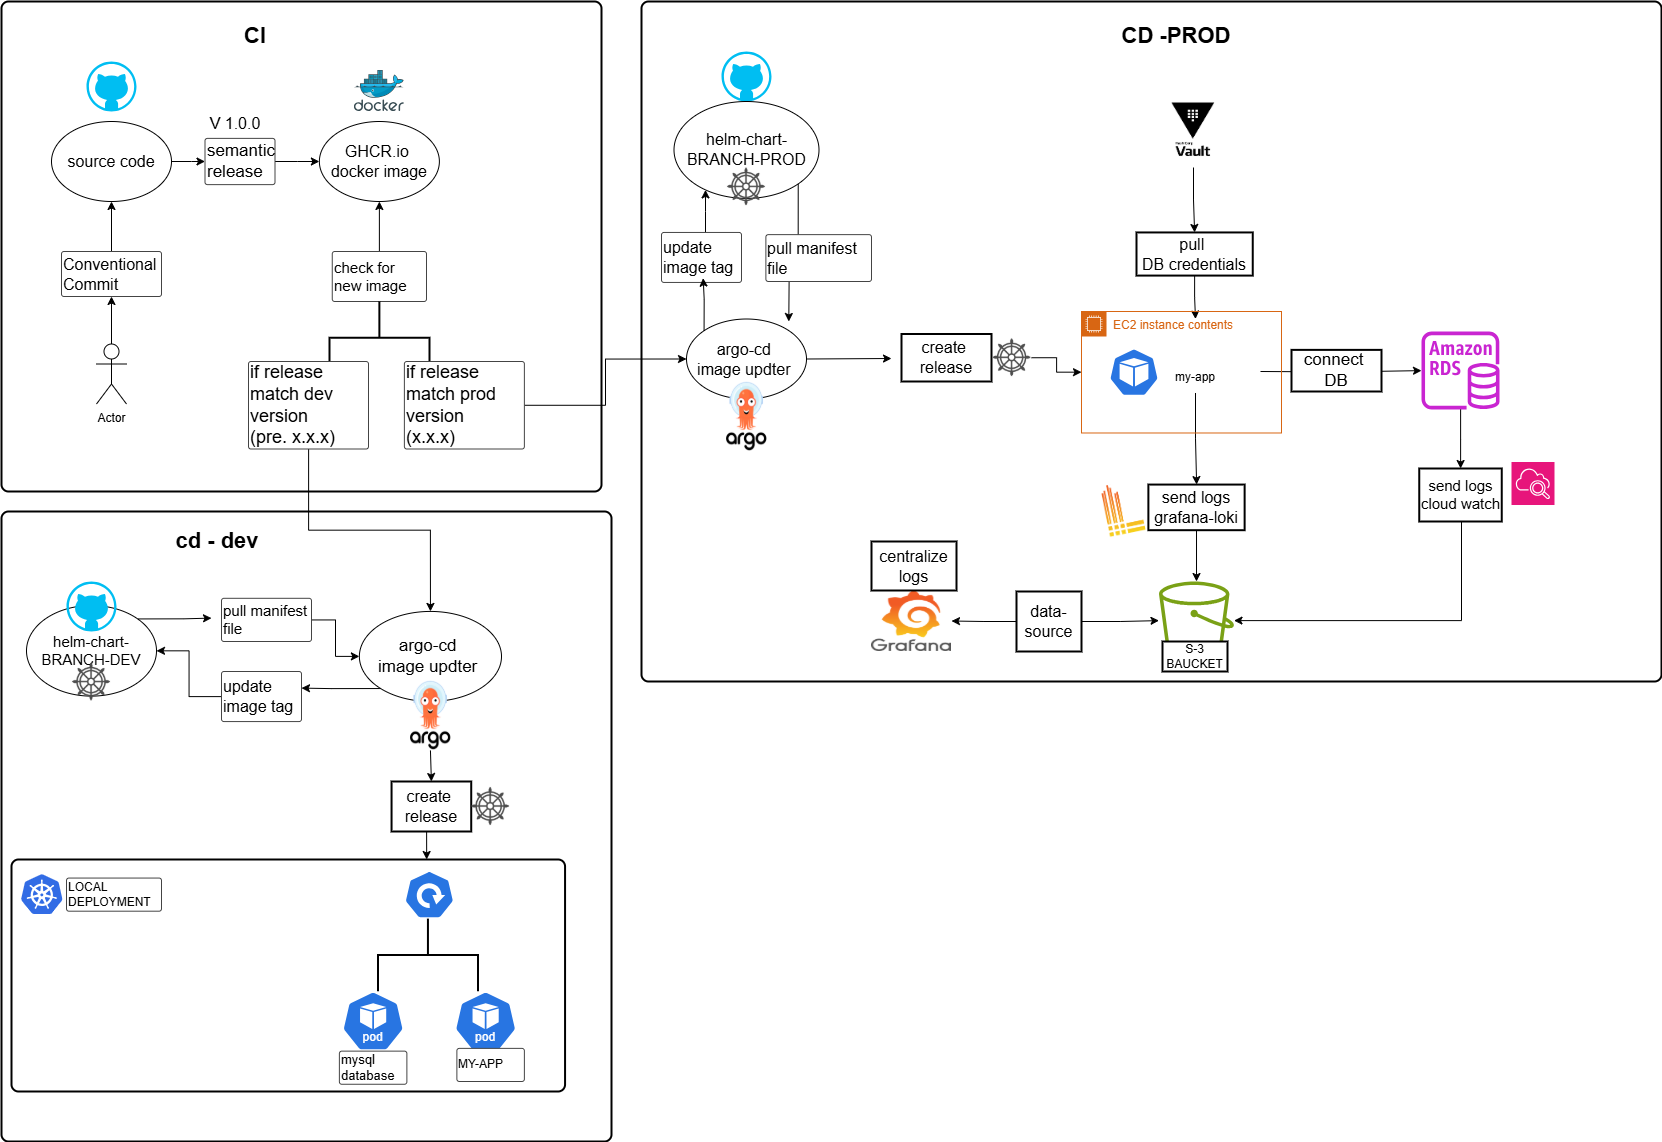 CI
docker
V 1.0.0
source code
semantic
release
GHCR.io
docker image
Conventional
Commit
check for
new image
Actor
if release
match dev
version
(pre. x.x.x)
if release
match prod
version
(x.x.x)
cd - dev
helm-chart-
BRANCH-DEV
pull manifest
file
update
image tag
argo-cd
image updter
argo
create
release
LOCAL
DEPLOYMENT
pod
mysql
database
pod
MY-APP
CD -PROD
helm-chart-
BRANCH-PROD
update
image tag
pull manifest
file
argo-cd
image updter
argo
create
release
Vault
pull
DB credentials
EC2 instance contents
my-app
connect
DB
Amazon
RDS
send logs
grafana-loki
send logs
cloud watch
centralize
logs
Grafana
data-
source
S-3
BAUCKET